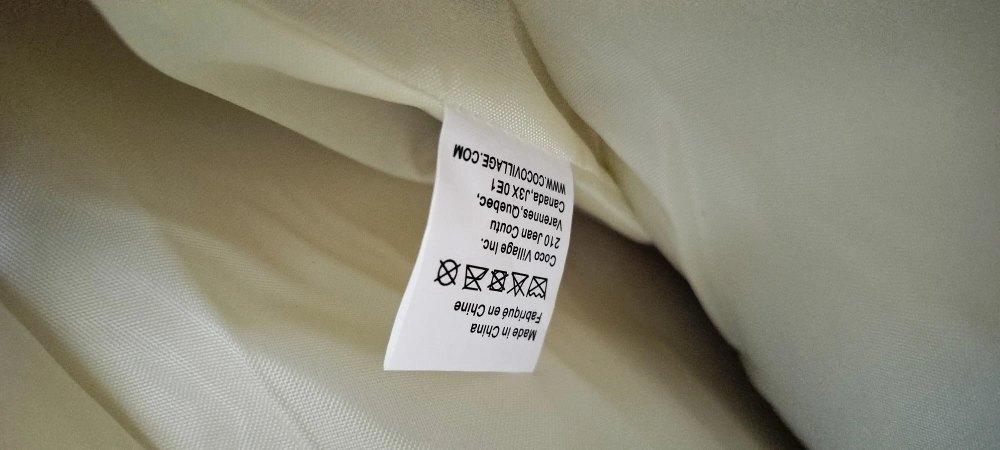 Made in China
Fabriqué en Chine
Coco Village Inc.
210 Jean Coutu
Varennes,Quebec,
Canada,J3X 0E1
WWW.COCOVILLAGE.COM